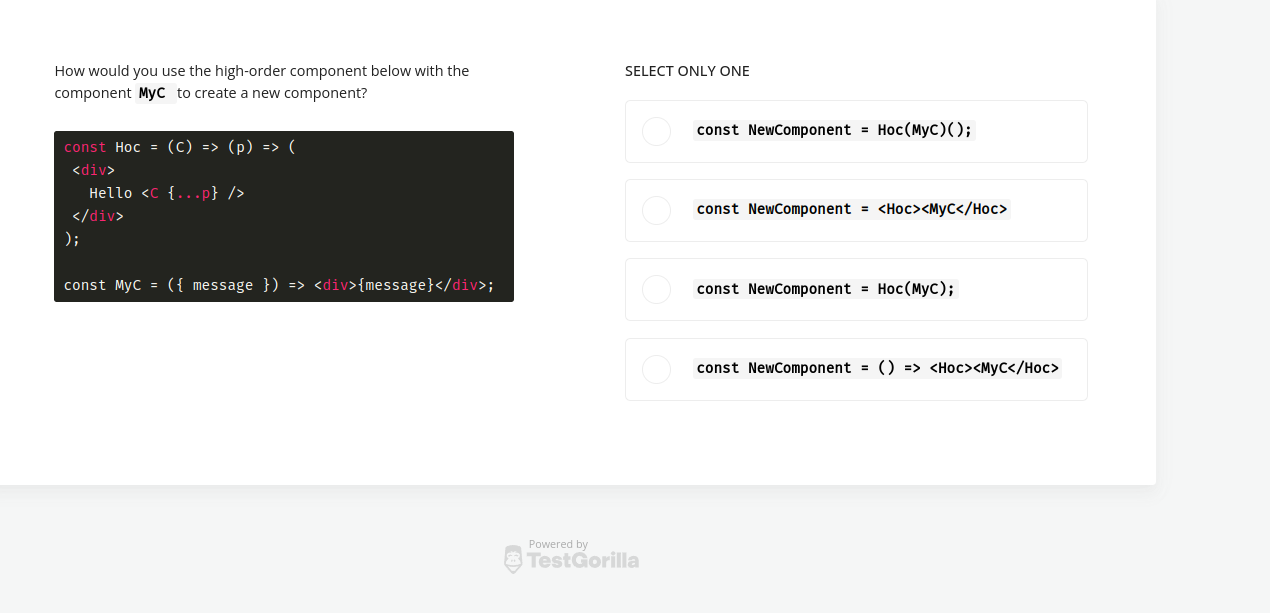 How would you use the high-order component below with the
component MyC to create a new component?
const Hoc = (C) => (p) => (
<div>
Hello <C {...p} />
</div>
);
const MyC = ({ message }) => <div>{message}</div>;
SELECT ONLY ONE
const NewComponent = Hoc(MyC)();
const NewComponent = <Hoc><MyC</Hoc>
const NewComponent = Hoc(MyC);
const NewComponent = () => <Hoc><MyC</Hoc>
Powered by
TestGorilla